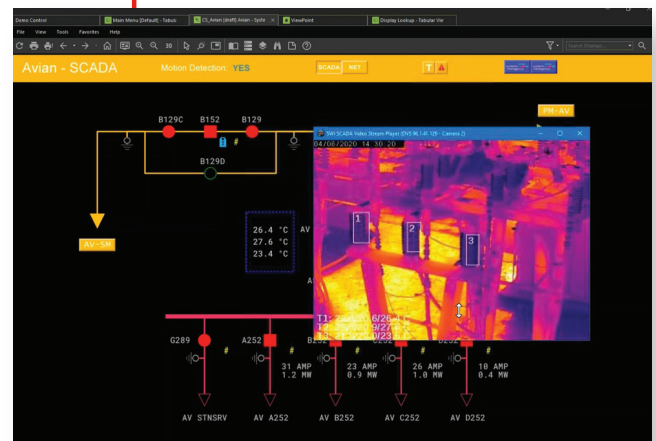 Demo Control
Main Menu [Default] - Tabul
CS_Avian [draft] Avian - Syste
ViewPoint
Display Lookup - Tabular Vie
File View Tools Favorites Help
Search Displays...
Avian - SCADA
Motion Detection: YES
SCADA NET
T
B129C B152 B129
#
B129D
PM-AV
SWI SCADA Video Stream Player (DVS 96.1.41.129 - Camera 2)
04/06/2020 14 30 20
1
2
3
AV-SM
26.4 °C
27.6 °C
23.4 °C
AV
A
T1:
T2:
G289
A252
# # # # #
31 AMP
1.2 MW
23 AMP
0.9 MW
26 AMP
1.0 MW
10 AMP
0.4 MW
AV STNSRV AV A252 AV B252 AV C252 AV D252